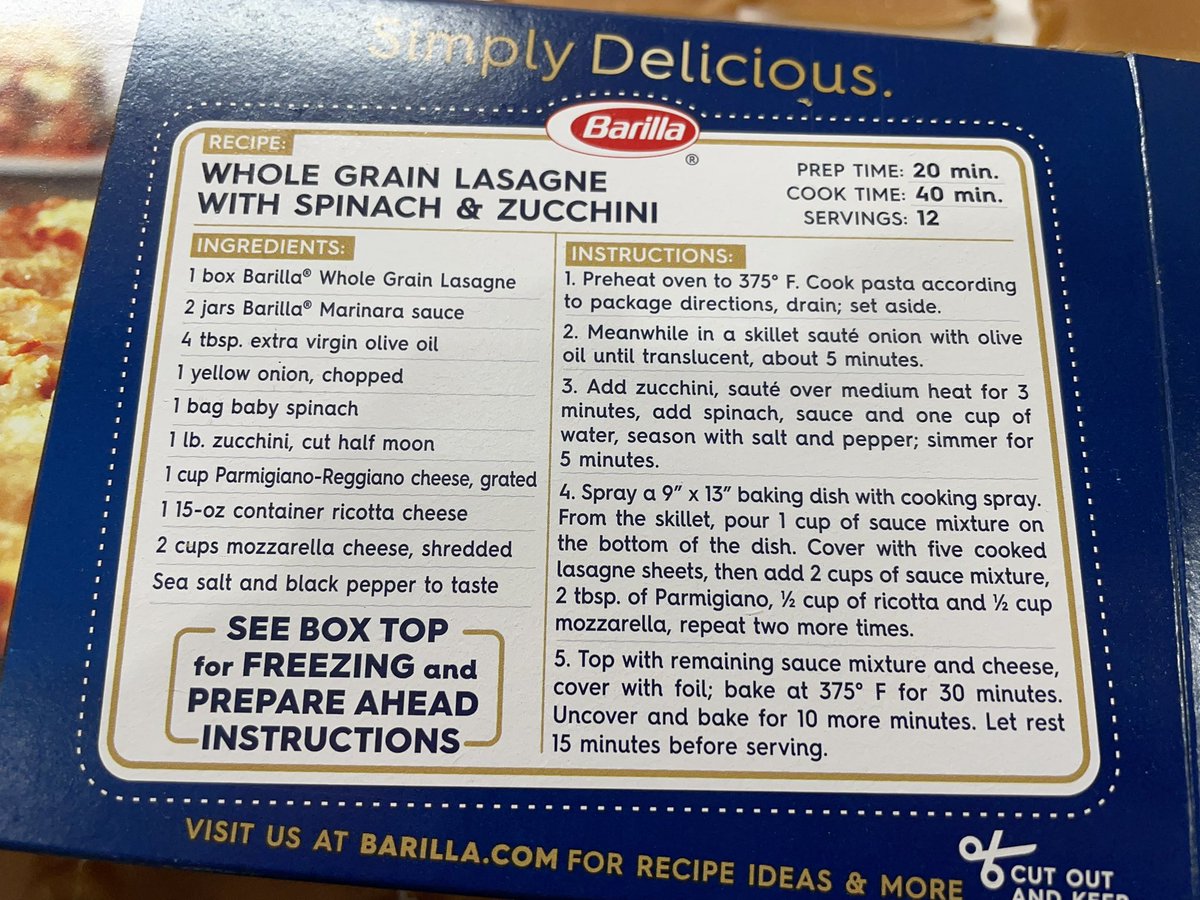 Simply Delicious.
Barilla
®
RECIPE:
WHOLE GRAIN LASAGNE
WITH SPINACH & ZUCCHINI
PREP TIME: 20 min.
COOK TIME: 40 min.
SERVINGS: 12
INGREDIENTS:
1 box Barilla® Whole Grain Lasagne
2 jars Barilla® Marinara sauce
4 tbsp. extra virgin olive oil
1 yellow onion, chopped
1 bag baby spinach
1 lb. zucchini, cut half moon
1 cup Parmigiano-Reggiano cheese, grated
1 15-oz container ricotta cheese
2 cups mozzarella cheese, shredded
Sea salt and black pepper to taste
SEE BOX TOP
for FREEZING and
PREPARE AHEAD
INSTRUCTIONS
INSTRUCTIONS:
1. Preheat oven to 375° F. Cook pasta according
to package directions, drain; set aside.
2. Meanwhile in a skillet sauté onion with olive
oil until translucent, about 5 minutes.
3. Add zucchini, sauté over medium heat for 3
minutes, add spinach, sauce and one cup of
water, season with salt and pepper; simmer for
5 minutes.
4. Spray a 9″ x 13″ baking dish with cooking spray.
From the skillet, pour 1 cup of sauce mixture on
the bottom of the dish. Cover with five cooked
lasagne sheets, then add 2 cups of sauce mixture,
2 tbsp. of Parmigiano, ½ cup of ricotta and ½ cup
mozzarella, repeat two more times.
5. Top with remaining sauce mixture and cheese,
cover with foil; bake at 375° F for 30 minutes.
Uncover and bake for 10 more minutes. Let rest
15 minutes before serving.
VISIT US AT BARILLA.COM FOR RECIPE IDEAS & MORE
CUT OUT
AND KEEP